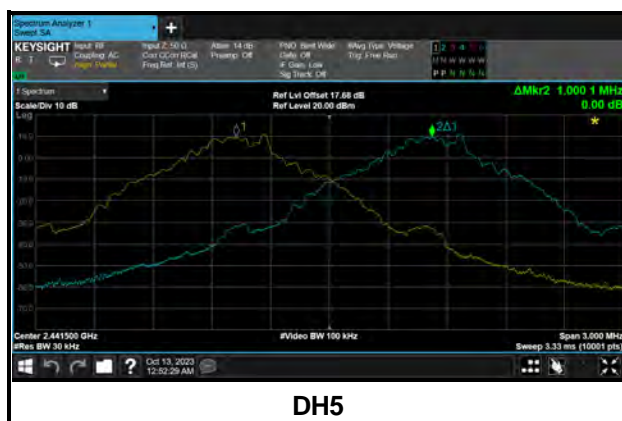 Spectrum Analyzer 1
Swept SA
+
KEYSIGHT Input: RF Input Z: 50 Ω Atten: 14 dB PNO: Best Wide #Avg Type: Voltage 1 2 3 4 5 6
R T Coupling: AC Corr CCorr RCal Preamp: Off Gate: Off Trig: Free Run M W W W W W
Align: Partial Freq Ref: Int (S) IF Gain: Low
Sig Track: Off P P N N N N
1 Spectrum ΔMkr2 1.000 1 MHz
Ref Lvl Offset 17.66 dB
Scale/Div 10 dB Ref Level 20.00 dBm 0.00 dB
Log
1 2Δ1
10.0
0.00
Center 2.441500 GHz #Video BW 100 kHz Span 3.000 MHz
#Res BW 30 kHz Sweep 3.33 ms (10001 pts)
Oct 13, 2023
12:52:29 AM
DH5